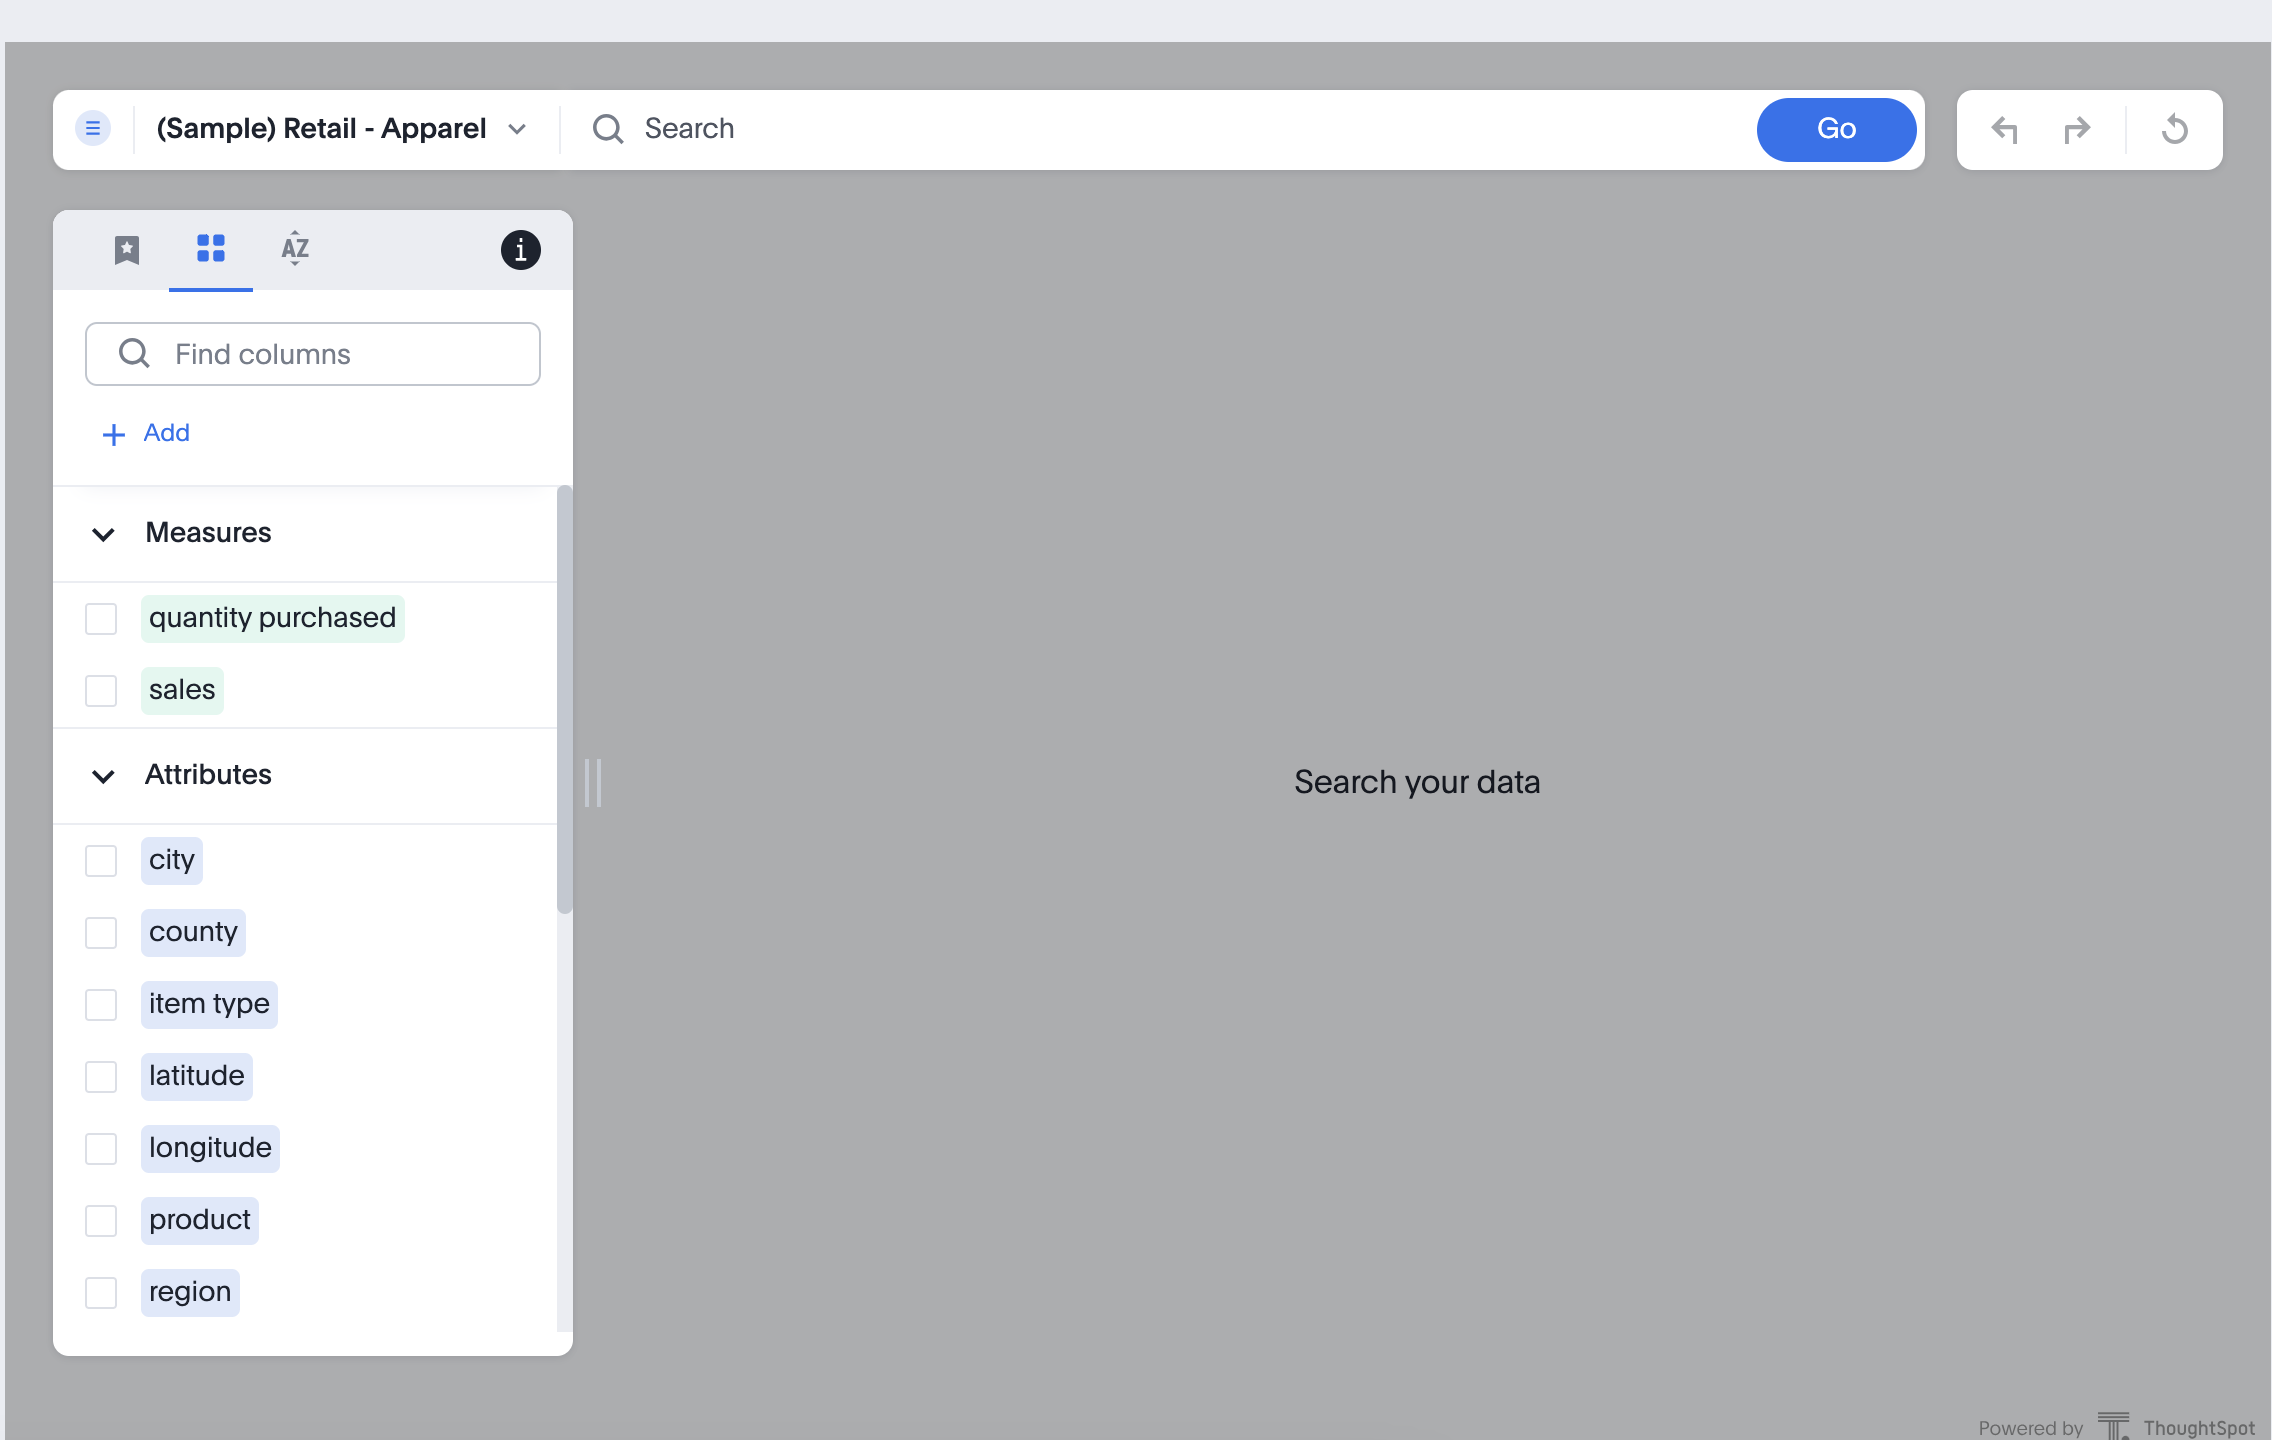 (Sample) Retail - Apparel
Search
Go
AZ
i
Find columns
+ Add
Measures
quantity purchased
sales
Attributes
city
county
item type
latitude
longitude
product
region
Search your data
Powered by ThoughtSpot